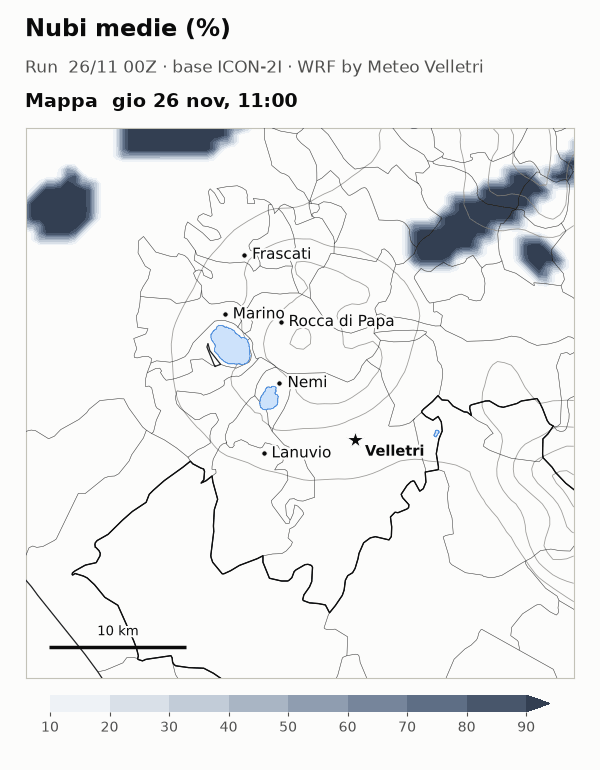 Nubi medie (%)
Run 26/11 00Z · base ICON-2I · WRF by Meteo Velletri
Mappa gio 26 nov, 11:00
Frascati
Marino
Rocca di Papa
Nemi
Lanuvio
Velletri
10 km
10 20 30 40 50 60 70 80 90